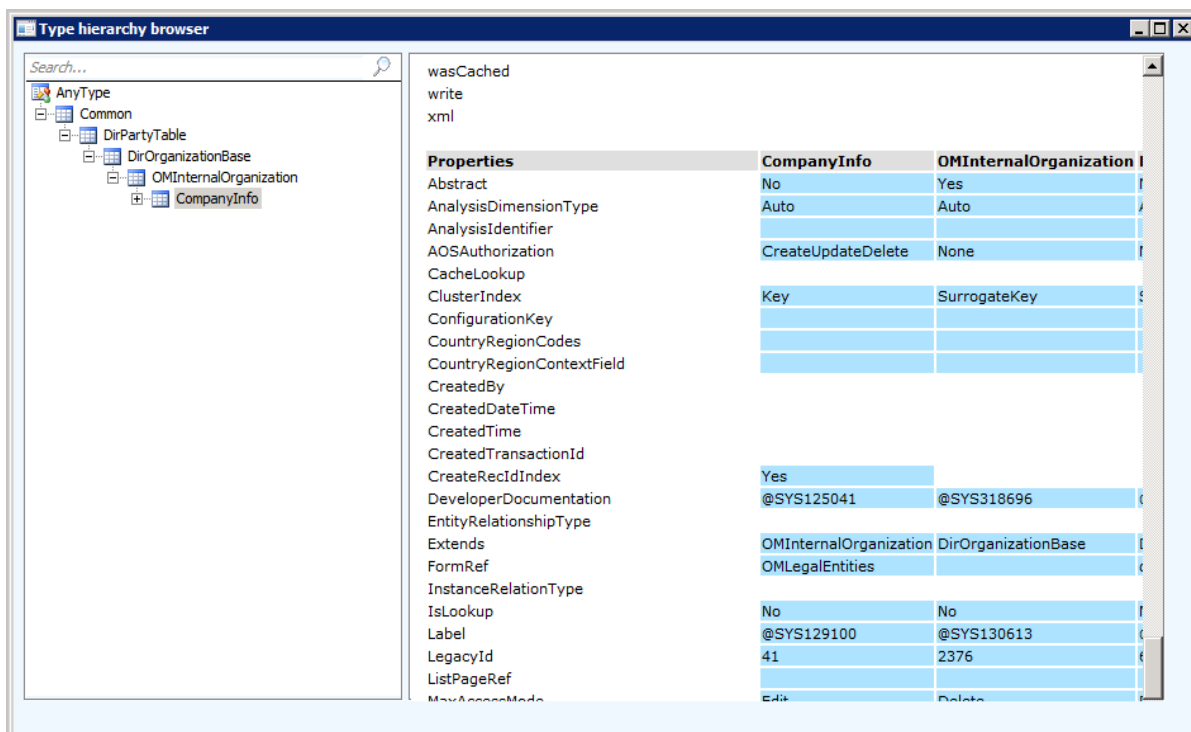 Type hierarchy browser
Search...
AnyType
Common
DirPartyTable
DirOrganizationBase
OMInternalOrganization
CompanyInfo
wasCached
write
xml
Properties CompanyInfo OMInternalOrganization
Abstract No Yes
AnalysisDimensionType Auto Auto
AnalysisIdentifier
AOSAuthorization CreateUpdateDelete None
CacheLookup
ClusterIndex Key SurrogateKey
ConfigurationKey
CountryRegionCodes
CountryRegionContextField
CreatedBy
CreatedDateTime
CreatedTime
CreatedTransactionId
CreateRecIdIndex Yes
DeveloperDocumentation @SYS125041 @SYS318696
EntityRelationshipType
Extends OMInternalOrganization DirOrganizationBase
FormRef OMLegalEntities
InstanceRelationType
IsLookup No No
Label @SYS129100 @SYS130613
LegacyId 41 2376
ListPageRef
MaxAccessMode Edit Delete